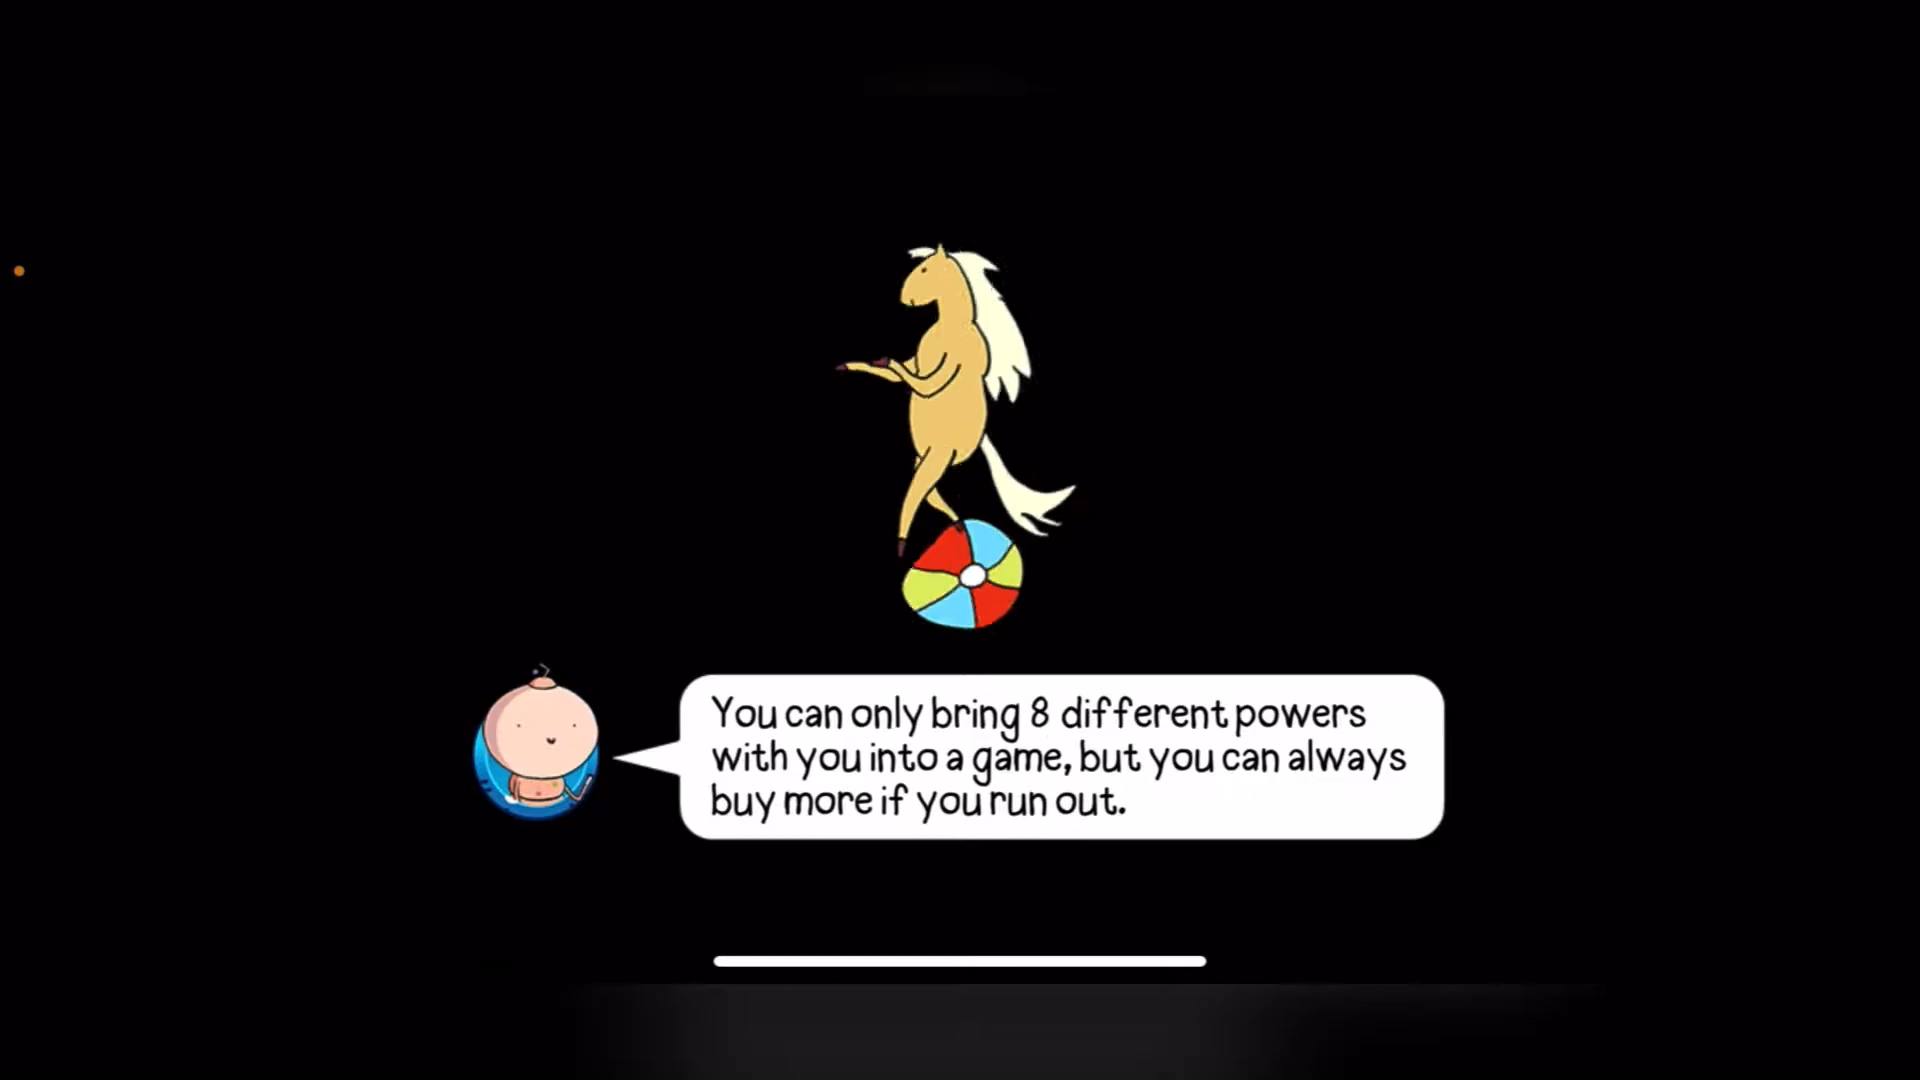 You can only bring 8 different powers
with you into a game, but you can always
buy more if you run out.